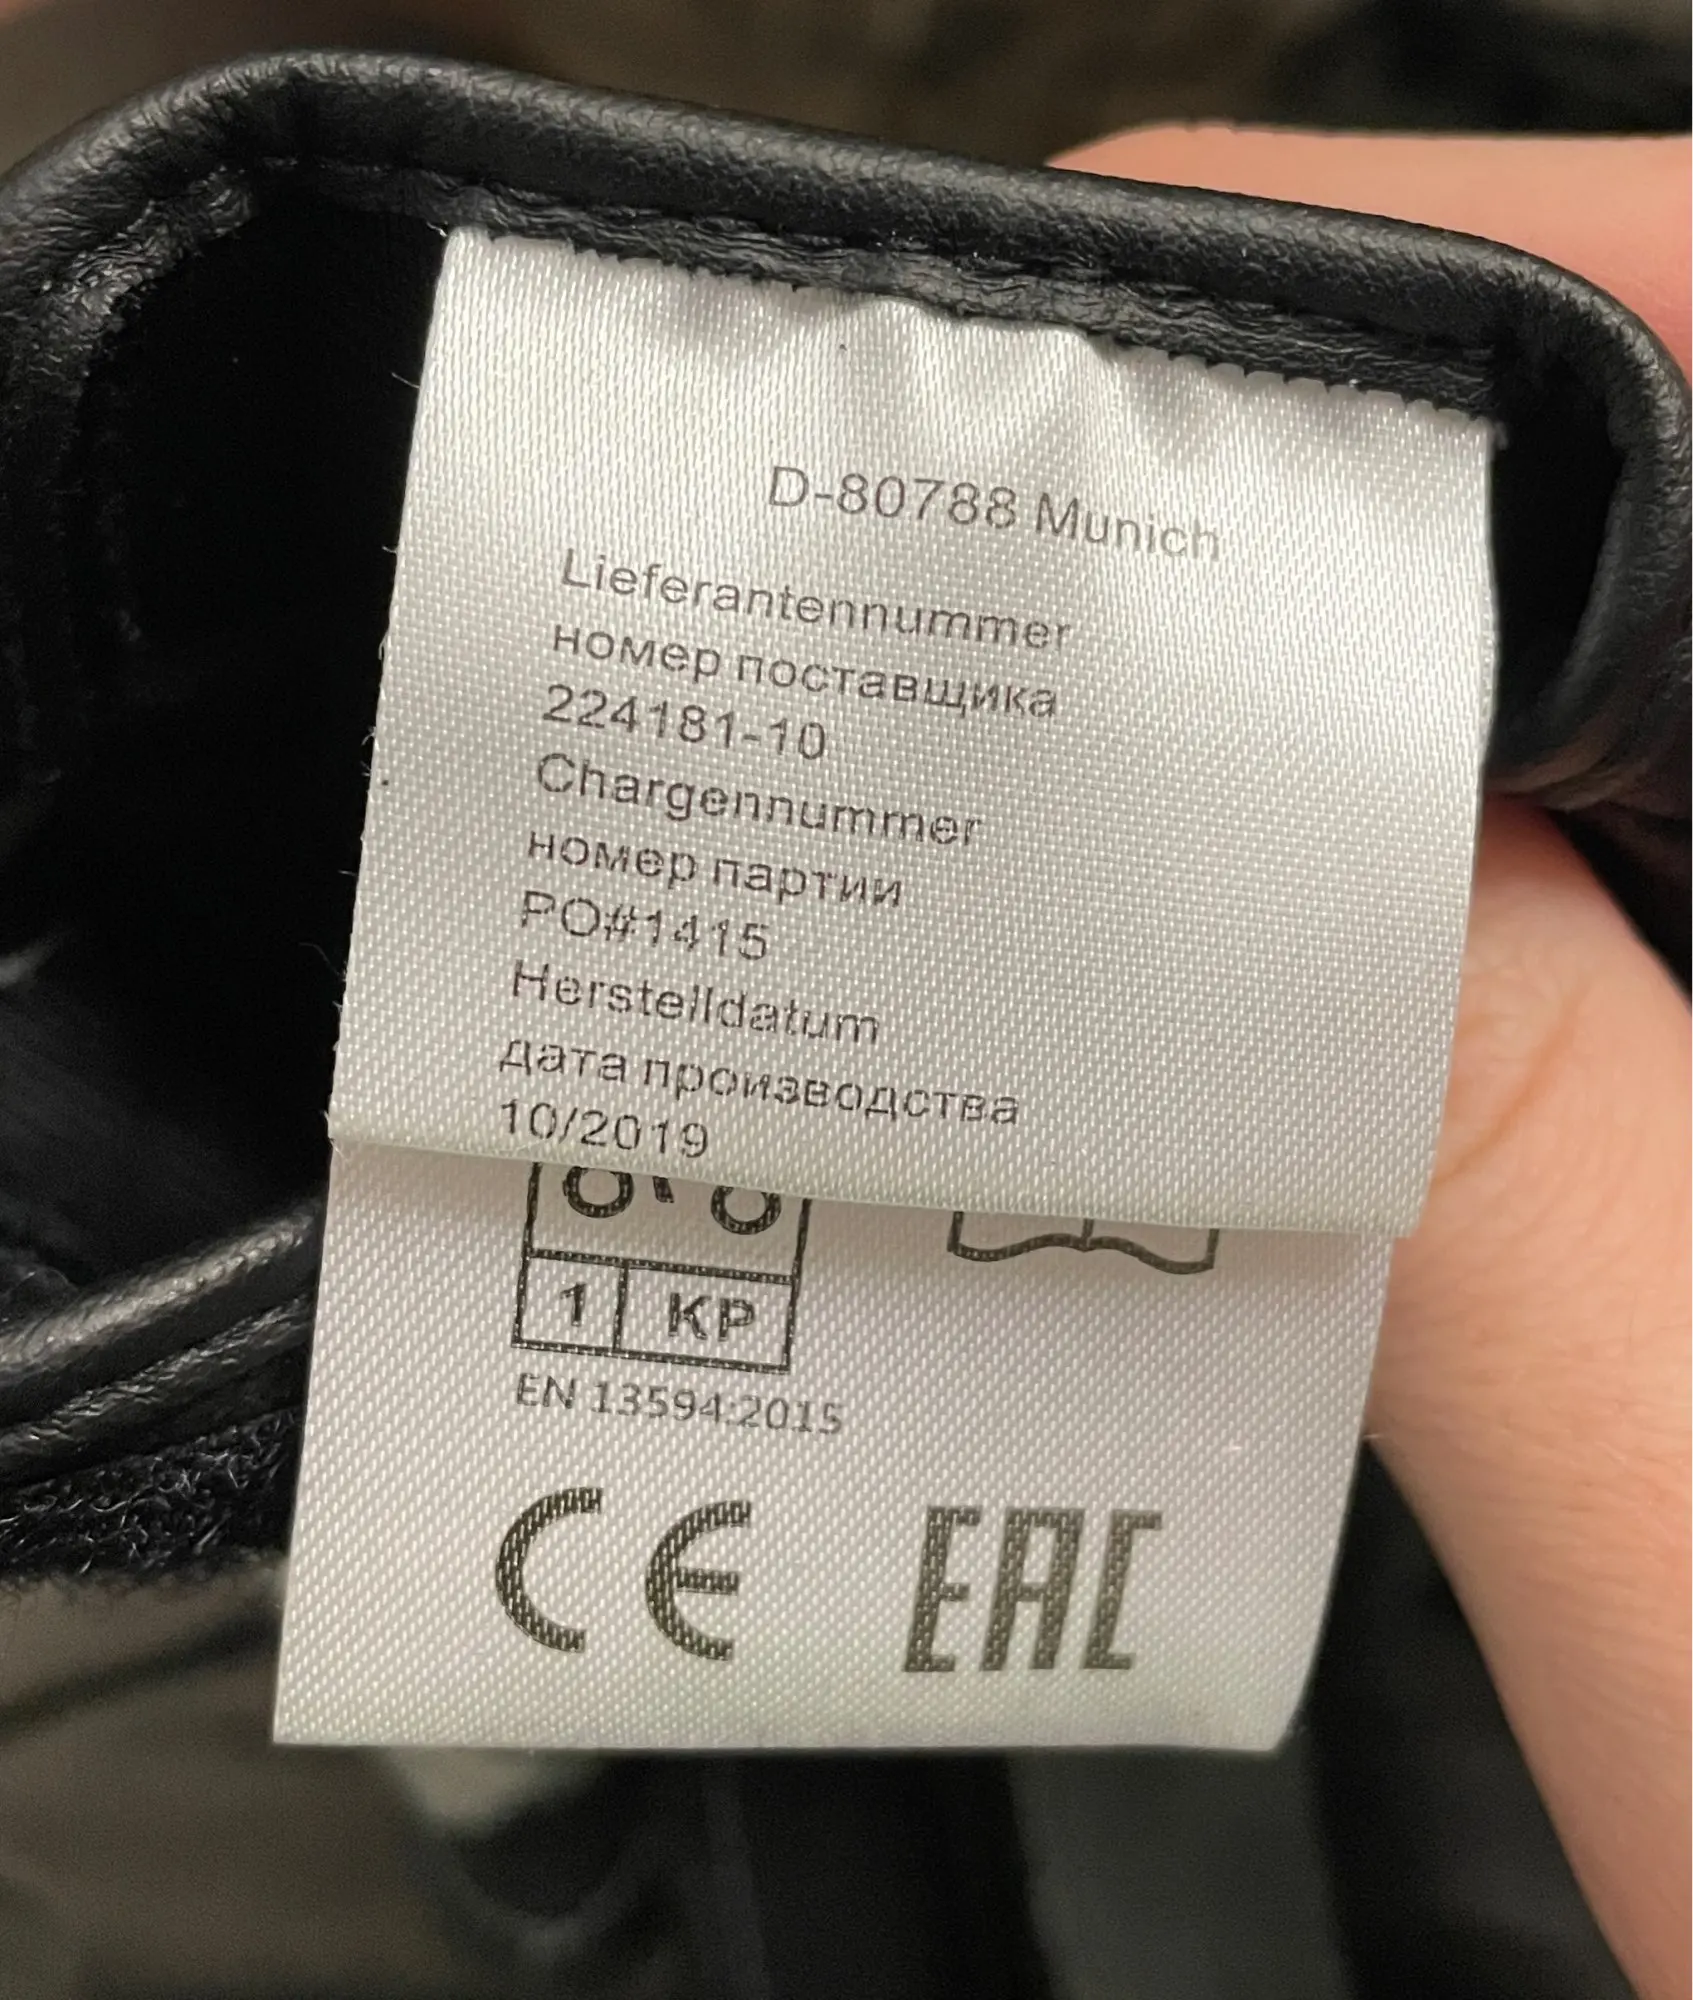 D-80788 Munich
Lieferantennummer
номер поставщика
224181-10
Chargennummer
номер партии
PO#1415
Herstelldatum
дата производства
10/2019
1 KP
EN 13594:2015
CE EAC